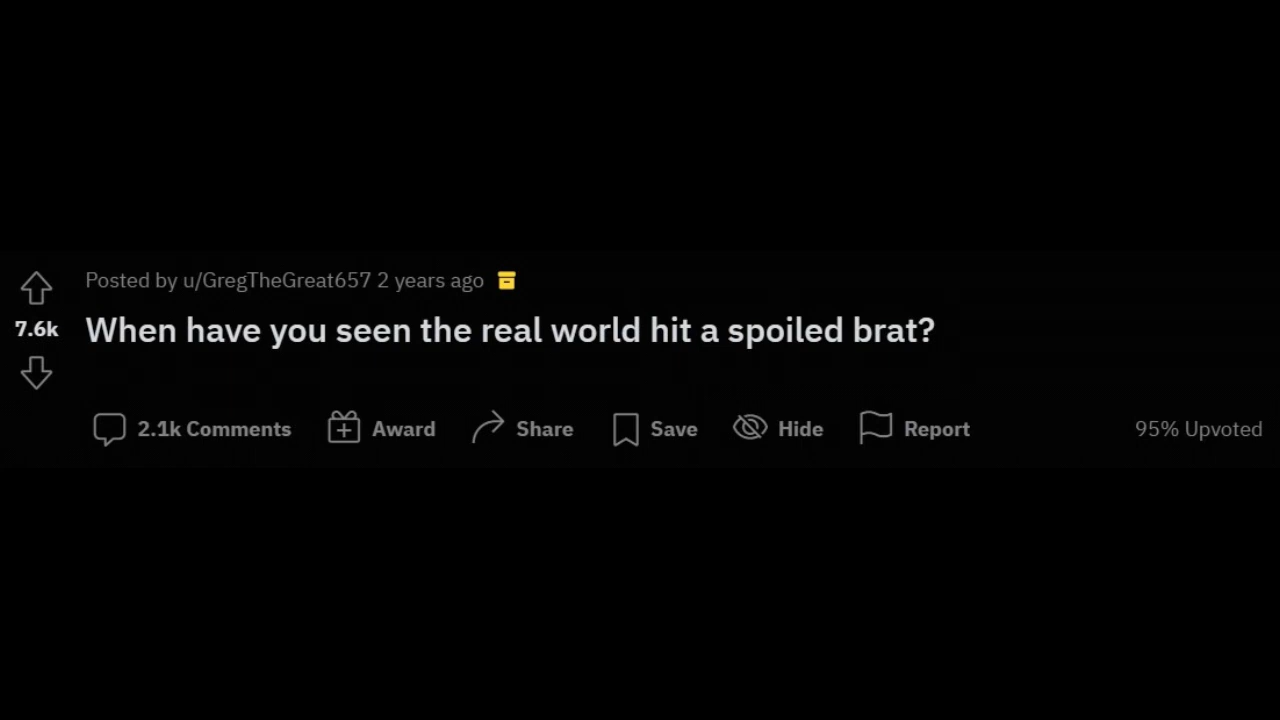 Posted by u/GregTheGreat657 2 years ago
7.6k
When have you seen the real world hit a spoiled brat?
2.1k Comments Award Share Save Hide Report 95% Upvoted